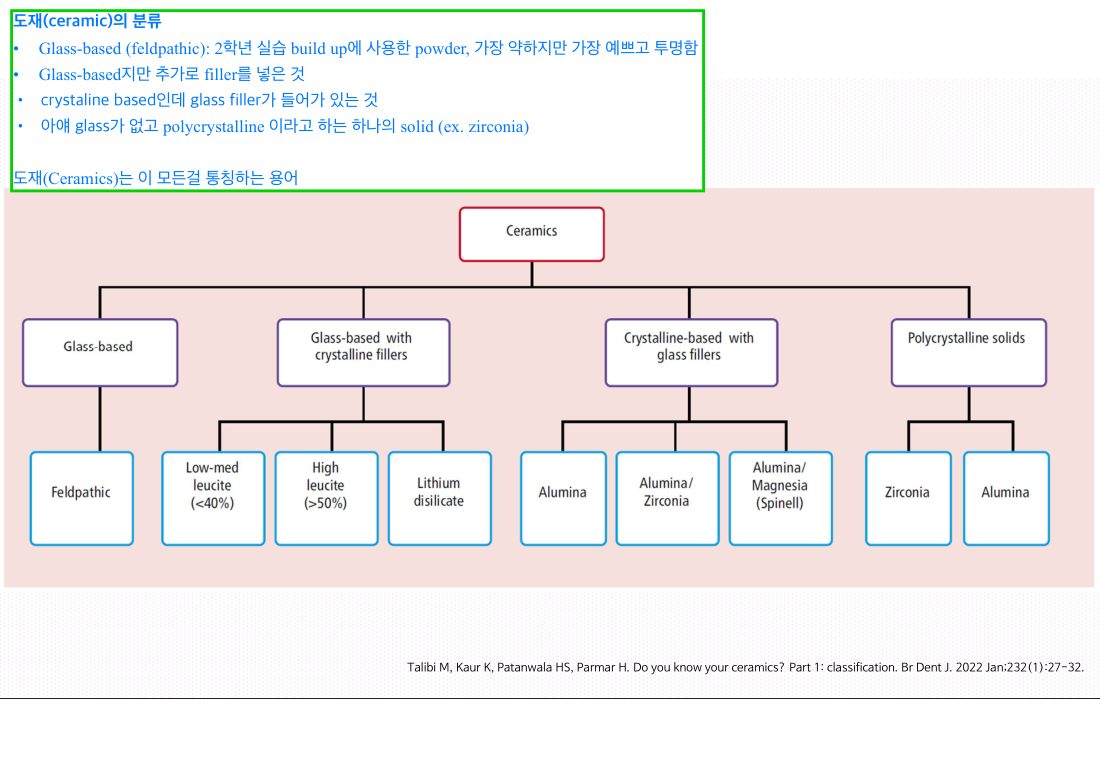 도재(ceramic)의 분류
• Glass-based (feldpathic): 2학년 실습 build up에 사용한 powder, 가장 약하지만 가장 예쁘고 투명함
• Glass-based지만 추가로 filler를 넣은 것
• crystaline based인데 glass filler가 들어가 있는 것
• 아얘 glass가 없고 polycrystalline 이라고 하는 하나의 solid (ex. zirconia)
도재(Ceramics)는 이 모든걸 통칭하는 용어
Ceramics
Glass-based
Glass-based with
crystalline fillers
Crystalline-based with
glass fillers
Polycrystalline solids
Feldpathic
Low-med
leucite
(<40%)
High
leucite
(>50%)
Lithium
disilicate
Alumina
Alumina/
Zirconia
Alumina/
Magnesia
(Spinell)
Zirconia
Alumina
Talibi M, Kaur K, Patanwala HS, Parmar H. Do you know your ceramics? Part 1: classification. Br Dent J. 2022 Jan;232(1):27-32.